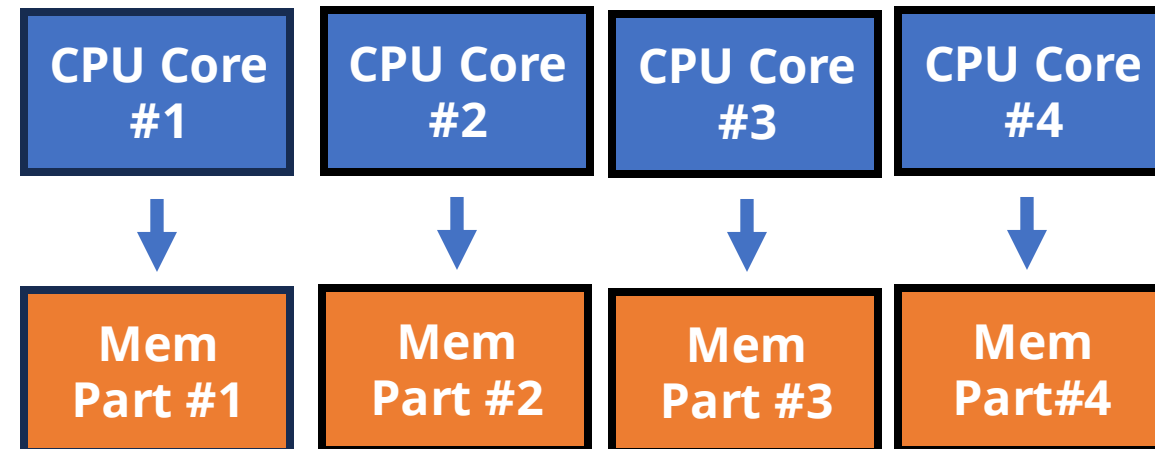 CPU Core
#1
CPU Core
#2
CPU Core
#3
CPU Core
#4
Mem
Part #1
Mem
Part #2
Mem
Part #3
Mem
Part#4